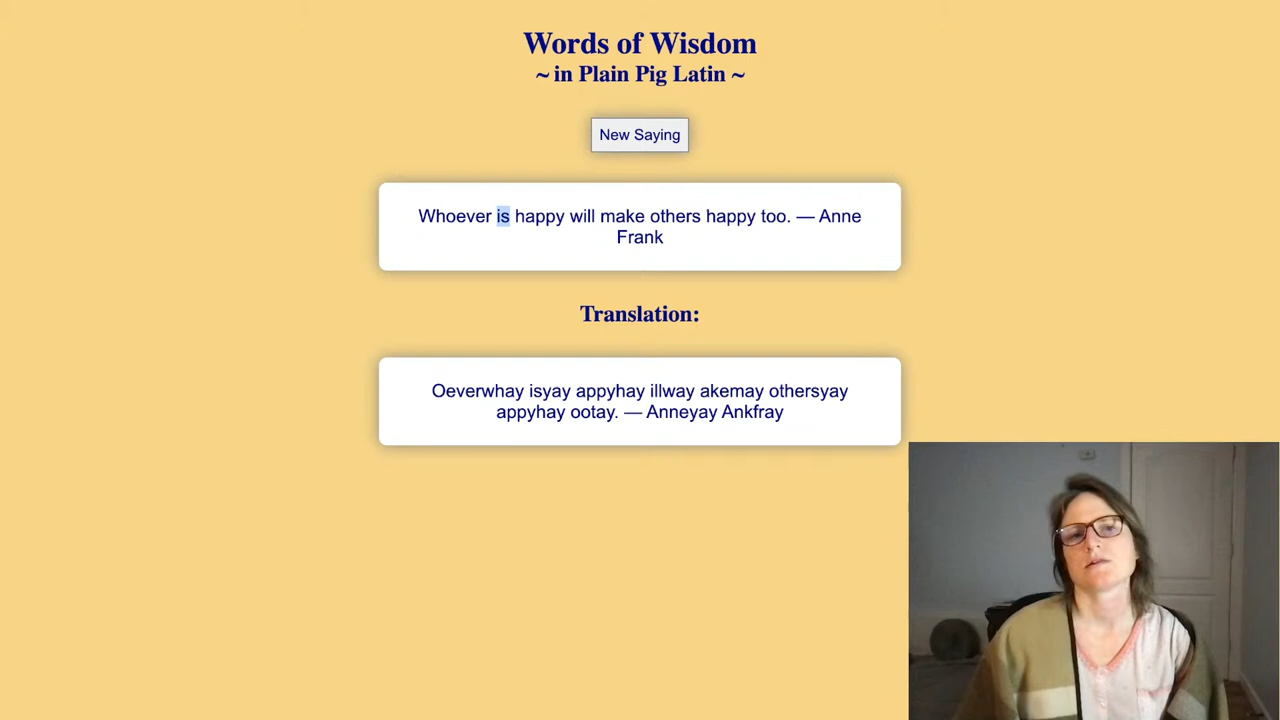 Words of Wisdom
~ in Plain Pig Latin ~
New Saying
Whoever is happy will make others happy too. — Anne
Frank
Translation:
Oeverwhay isyay appyhay illway akemay othersyay
appyhay ootay. — Anneyay Ankfray